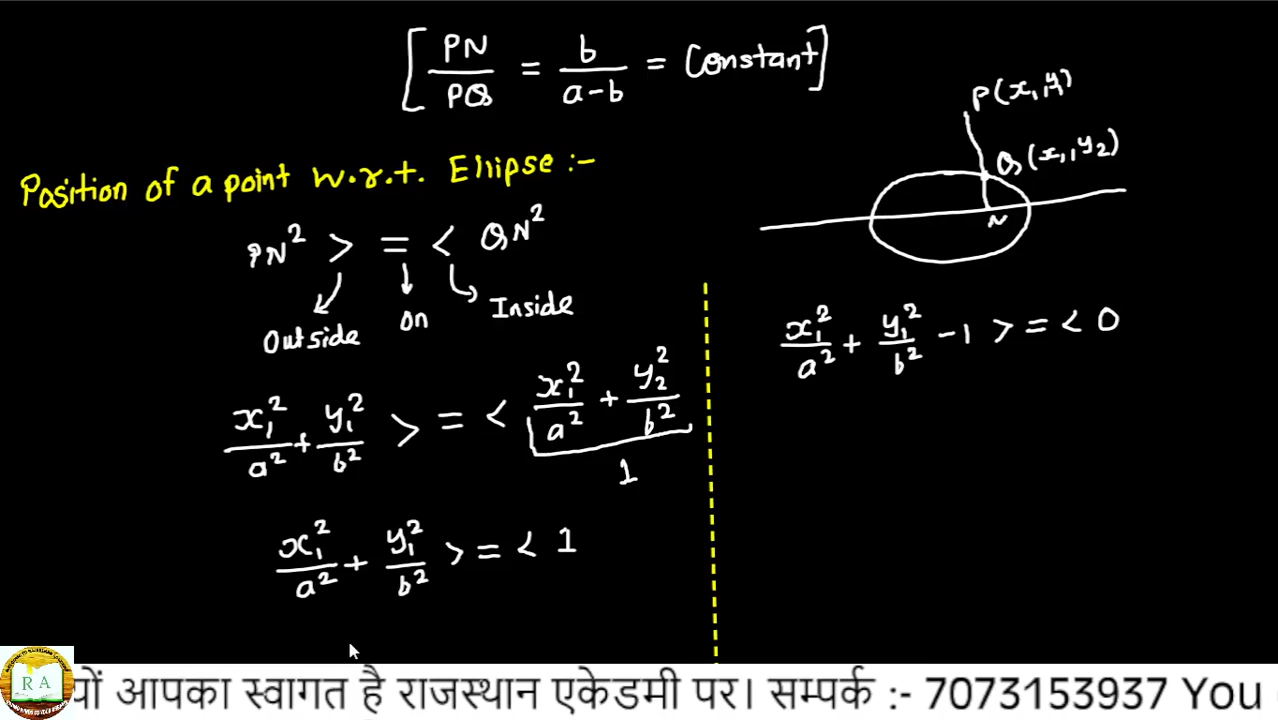 [PN/PQ = b/(a-b) = Constant]
P(x₁, y₁)
Q(x₁, y₂)
N
Position of a point w.r.t. Ellipse :-
PN² > = < QN²
Outside On Inside
x₁²/a² + y₁²/b² > = < x₁²/a² + y₂²/b²
1
x₁²/a² + y₁²/b² > = < 1
x₁²/a² + y₁²/b² - 1 > = < 0
RA
यों आपका स्वागत है राजस्थान एकेडमी पर। सम्पर्क :- 7073153937 You